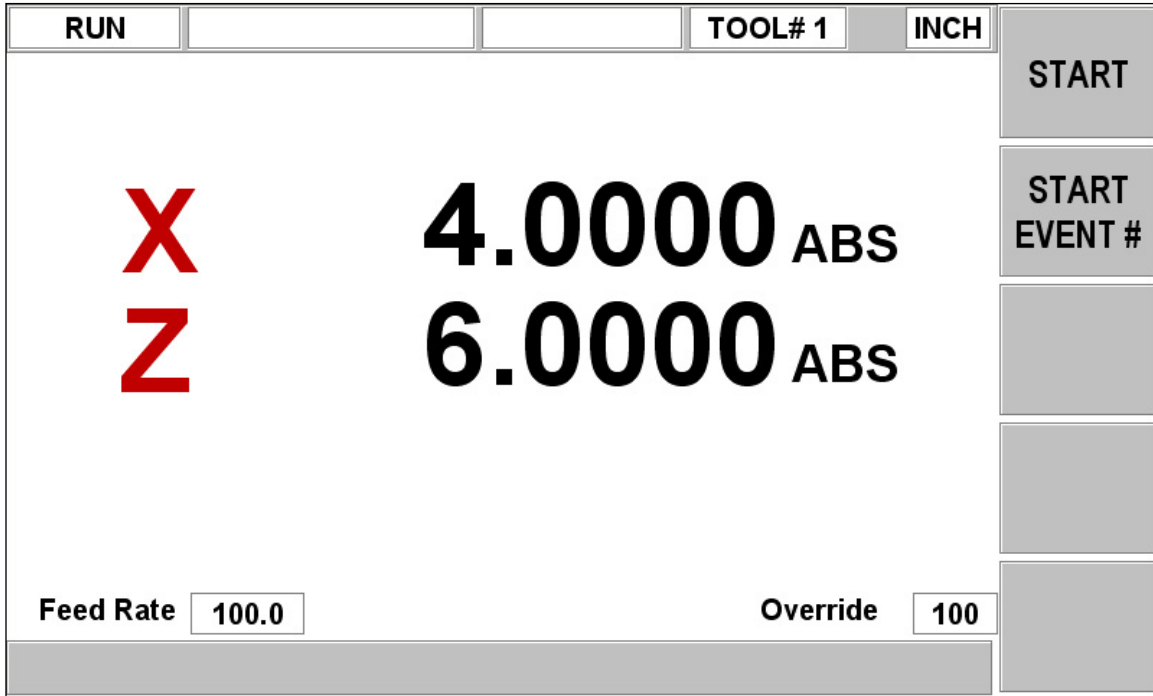 RUN TOOL# 1 INCH
START
START
EVENT #
X 4.0000 ABS
Z 6.0000 ABS
Feed Rate 100.0 Override 100